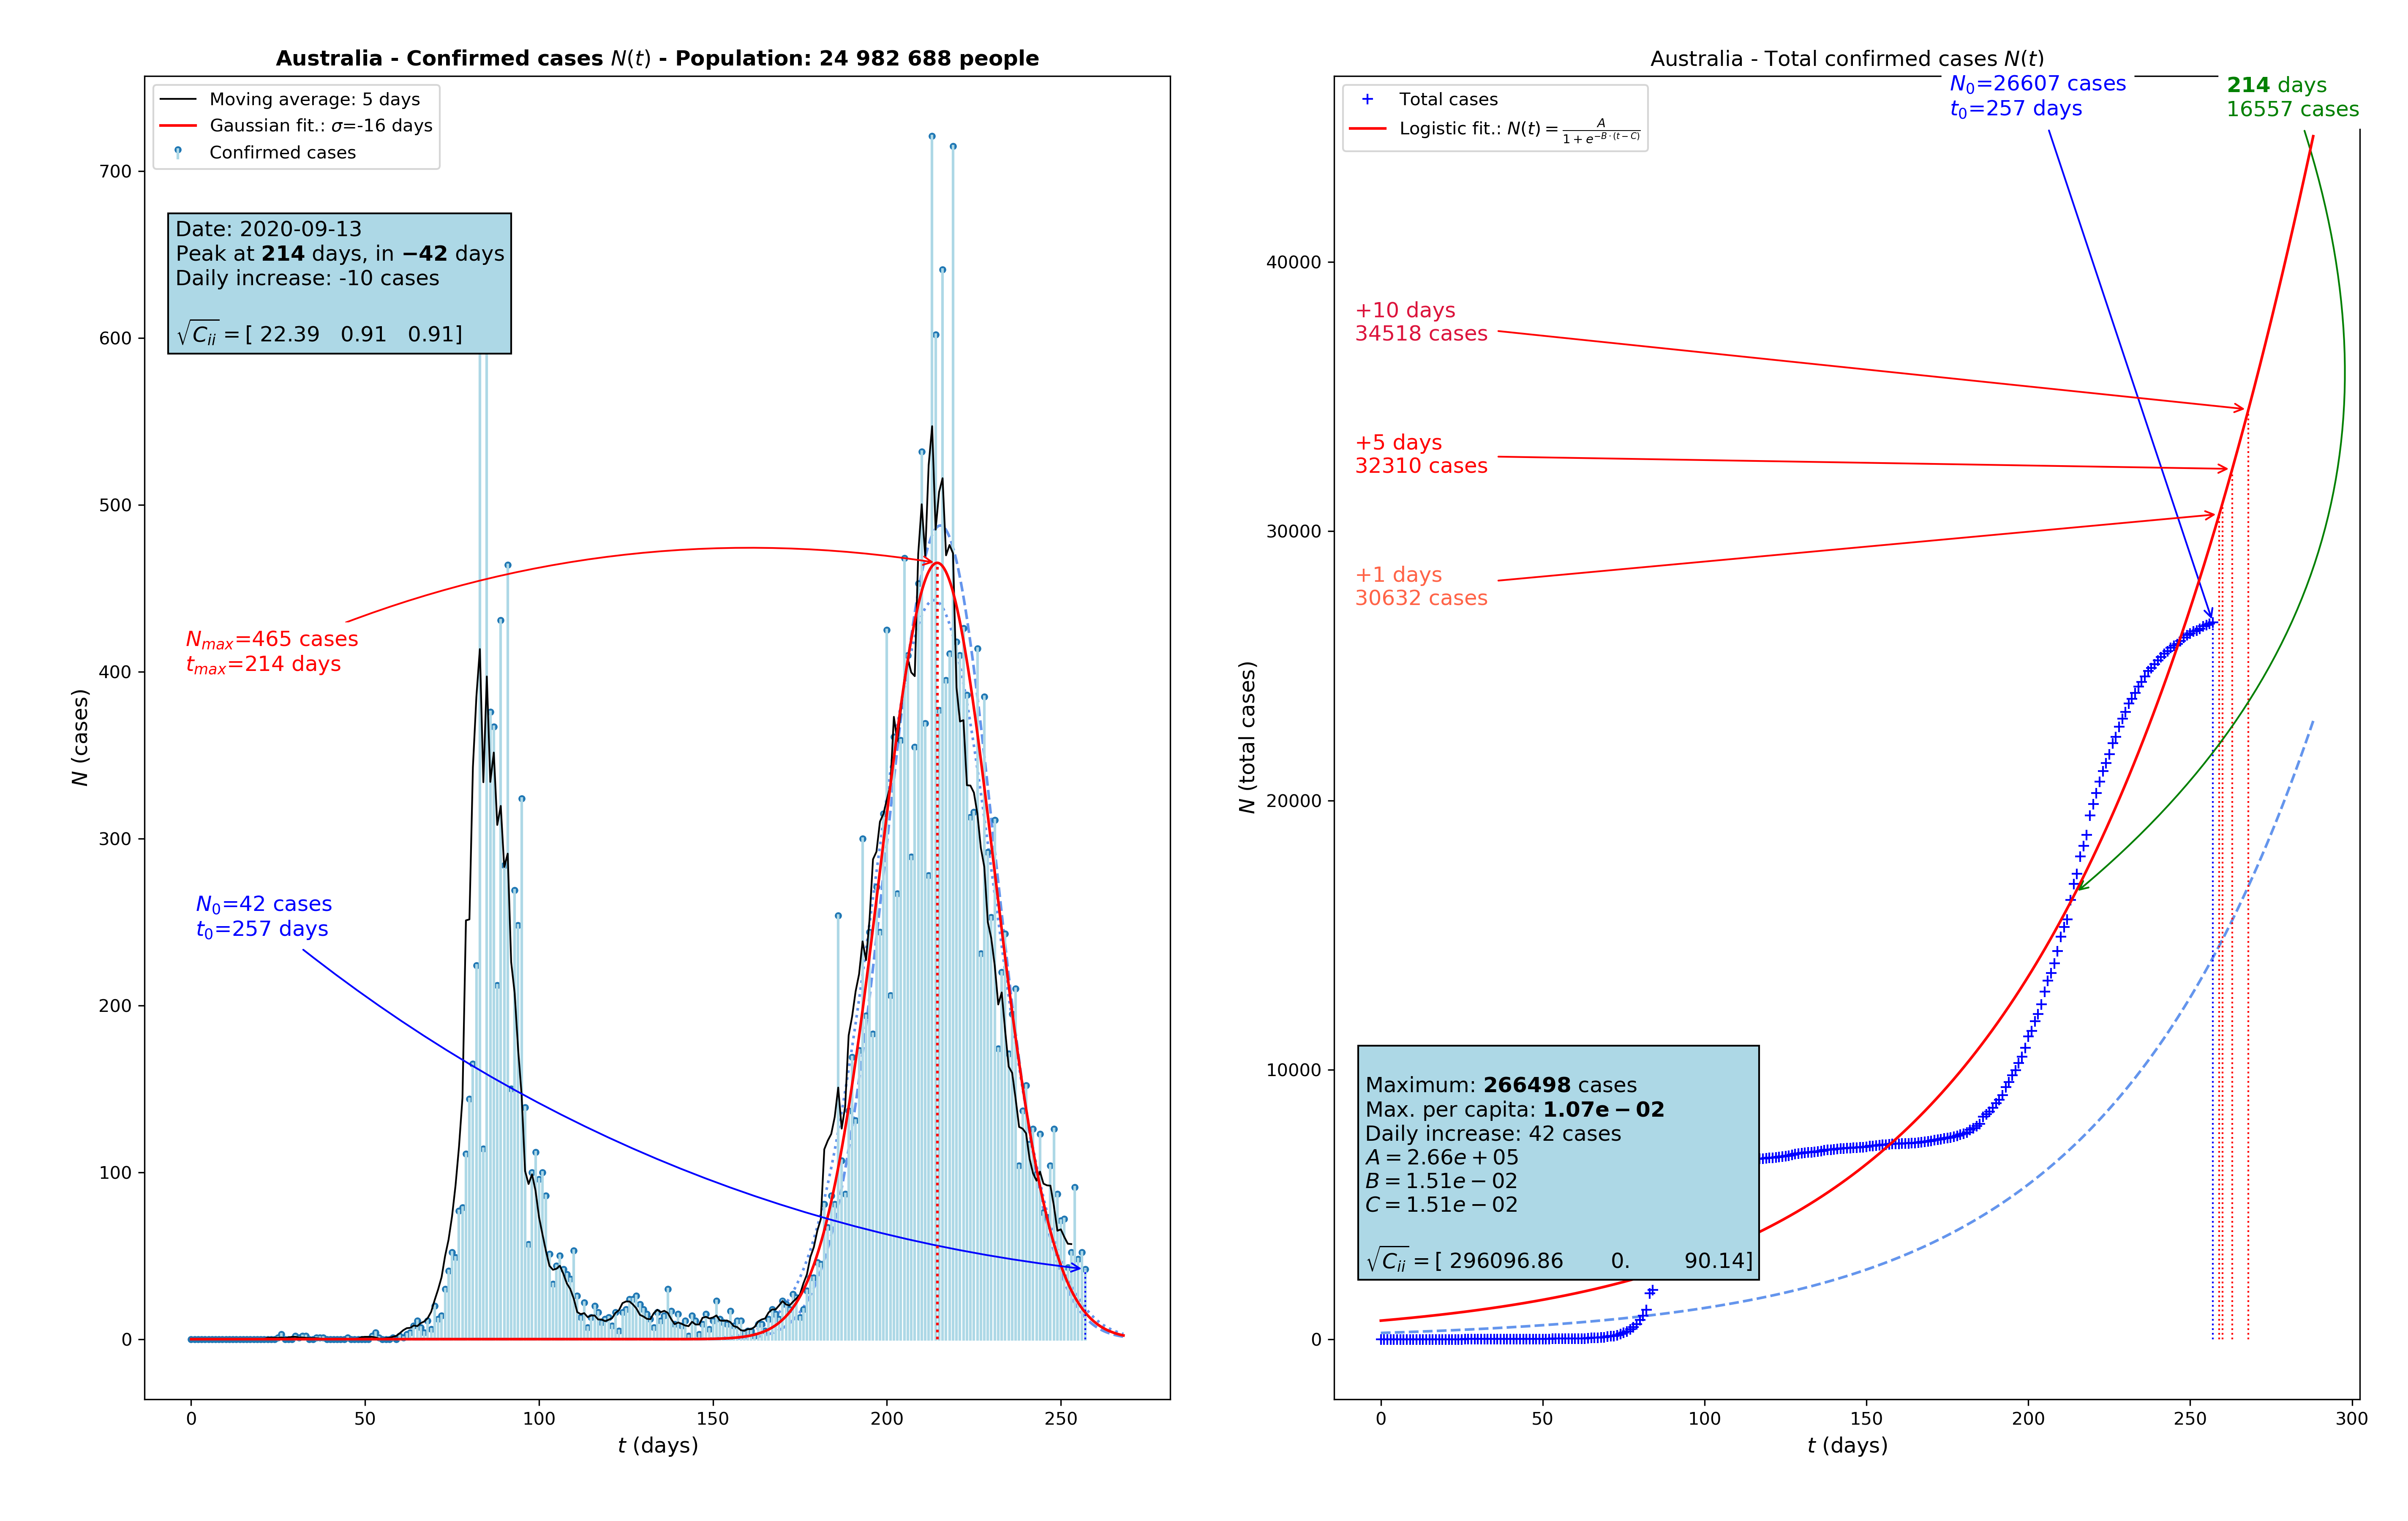 Australia - Confirmed cases N(t) - Population: 24 982 688 people
Moving average: 5 days
Gaussian fit.: σ=-16 days
Confirmed cases
Date: 2020-09-13
Peak at 214 days, in −42 days
Daily increase: -10 cases
√C_ii = [ 22.39 0.91 0.91]
N_max=465 cases
t_max=214 days
N_0=42 cases
t_0=257 days
700
600
500
400
300
200
100
0
N (cases)
0 50 100 150 200 250
t (days)
Australia - Total confirmed cases N(t)
N_0=26607 cases
t_0=257 days
214 days
16557 cases
Total cases
Logistic fit.: N(t) = A / 1 + e^−B·(t−C)
+10 days
34518 cases
+5 days
32310 cases
+1 days
30632 cases
Maximum: 266498 cases
Max. per capita: 1.07e − 02
Daily increase: 42 cases
A = 2.66e + 05
B = 1.51e − 02
C = 1.51e − 02
√C_ii = [ 296096.86 0. 90.14]
40000
30000
20000
10000
0
N (total cases)
0 50 100 150 200 250 300
t (days)